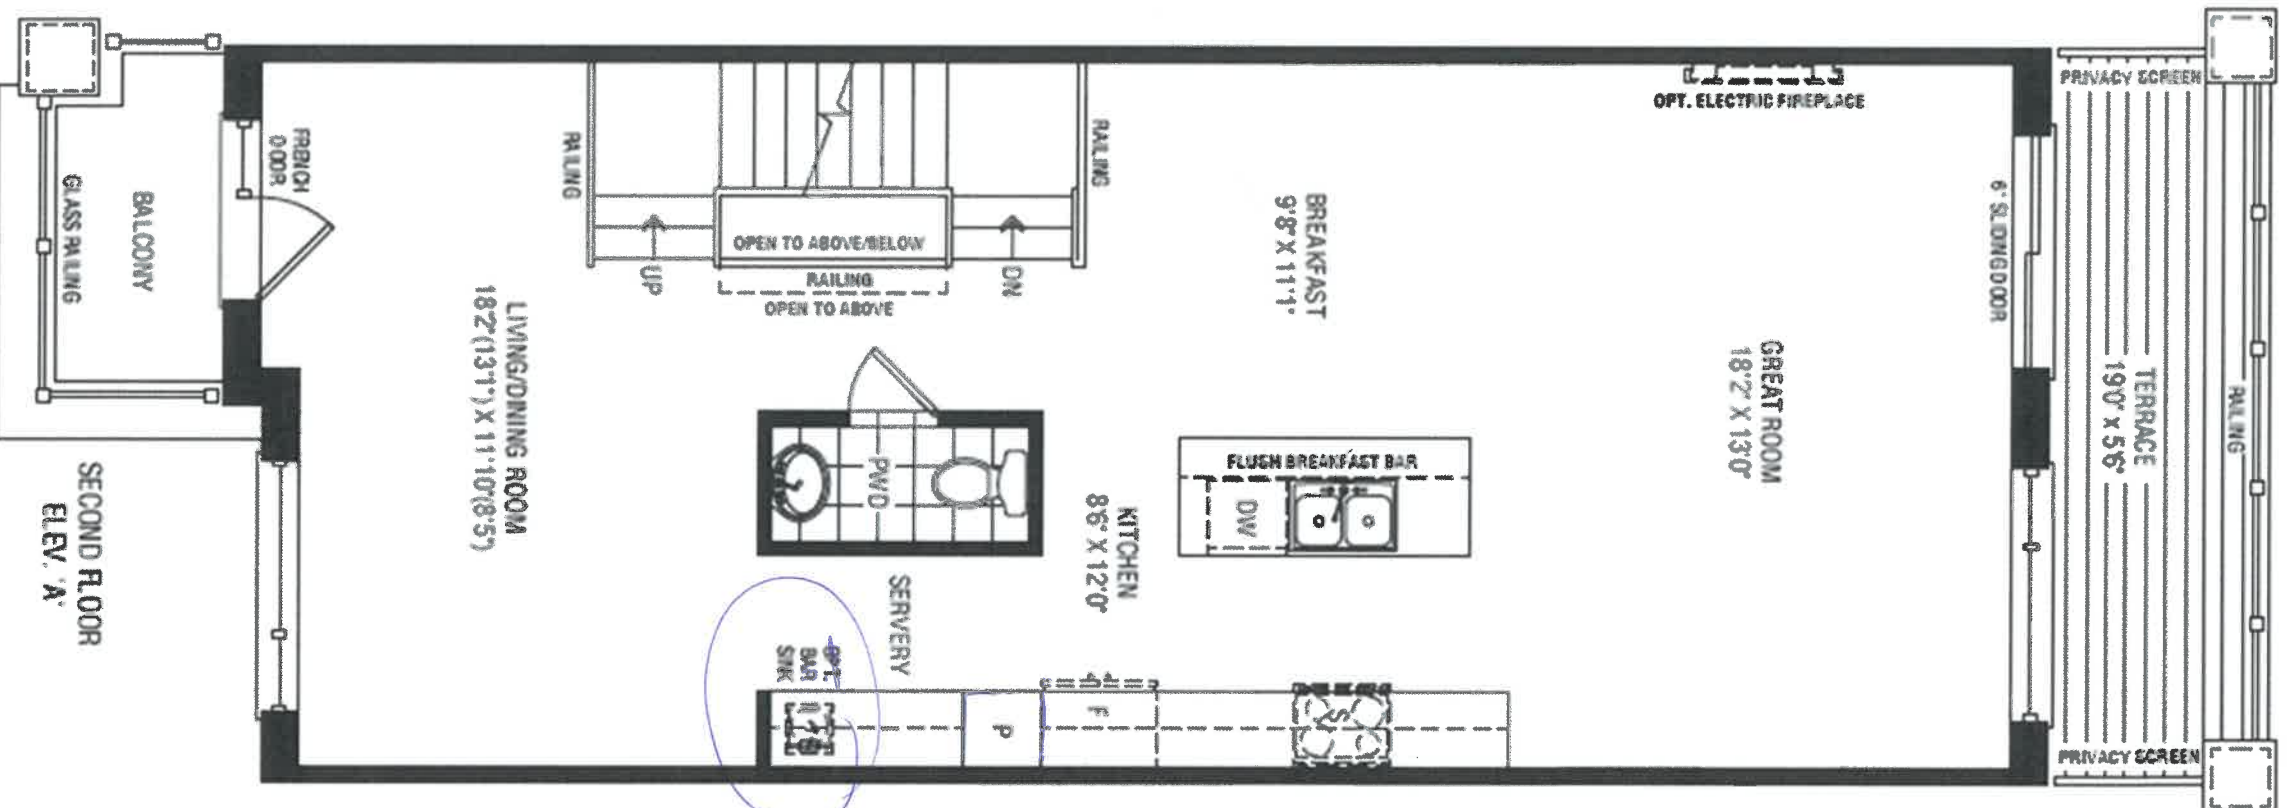 PRIVACY SCREEN
OPT. ELECTRIC FIREPLACE
FRENCH
DOOR
RAILING
RAILING
BALCONY
GLASS RAILING
OPEN TO ABOVE/BELOW
RAILING
OPEN TO ABOVE
UP
DN
BREAKFAST
9'8" X 11'1"
6' SLIDING DOOR
LIVING/DINING ROOM
18'2"(13'1") X 11'10"(8'5")
GREAT ROOM
18'2" X 13'0"
TERRACE
19'0" x 5'6"
RAILING
FLUSH BREAKFAST BAR
DW
PWD
KITCHEN
8'6" X 12'0"
SERVERY
OPT.
BAR
SINK
P
F
S
PRIVACY SCREEN
SECOND FLOOR
ELEV. 'A'